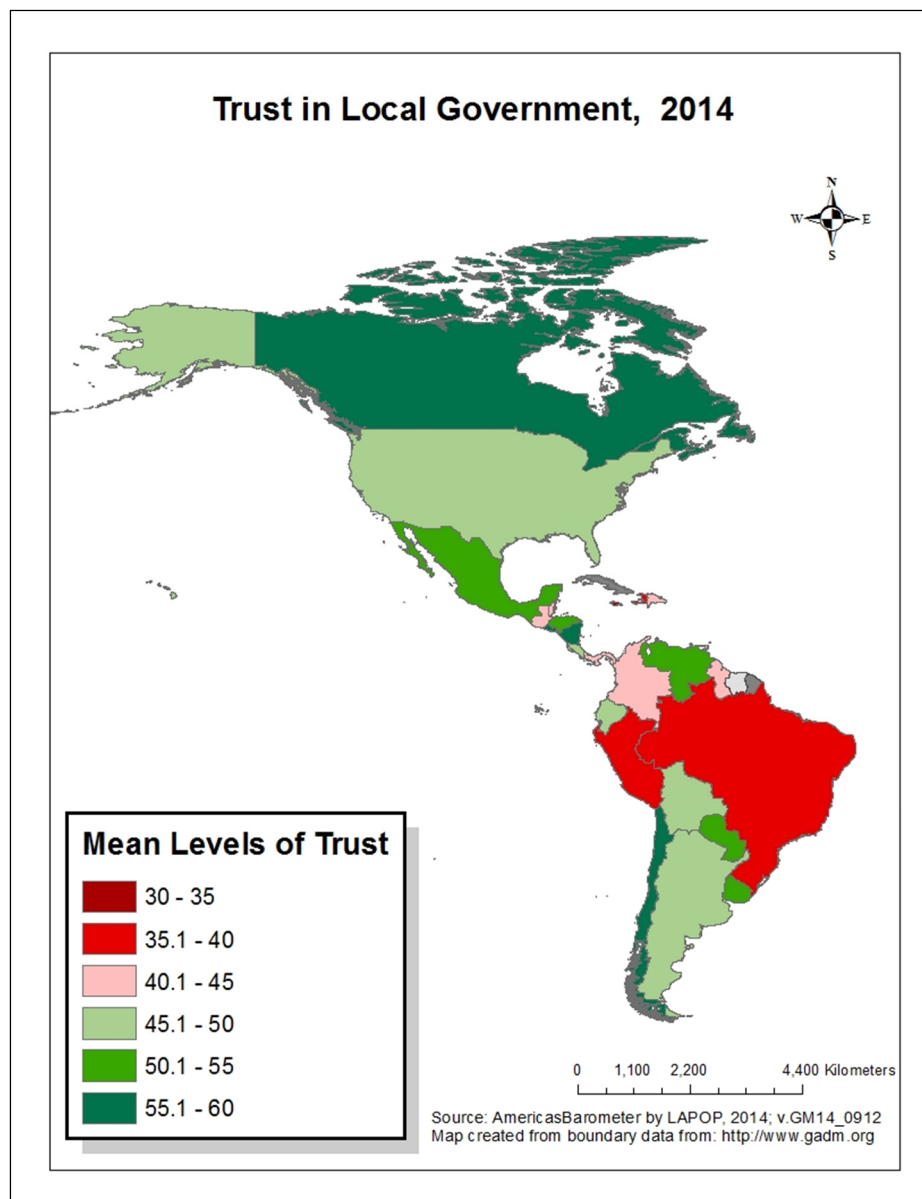 Trust in Local Government, 2014
N
W E
S
Mean Levels of Trust
30 - 35
35.1 - 40
40.1 - 45
45.1 - 50
50.1 - 55
55.1 - 60
0 1,100 2,200 4,400 Kilometers
Source: AmericasBarometer by LAPOP, 2014; v.GM14_0912
Map created from boundary data from: http://www.gadm.org